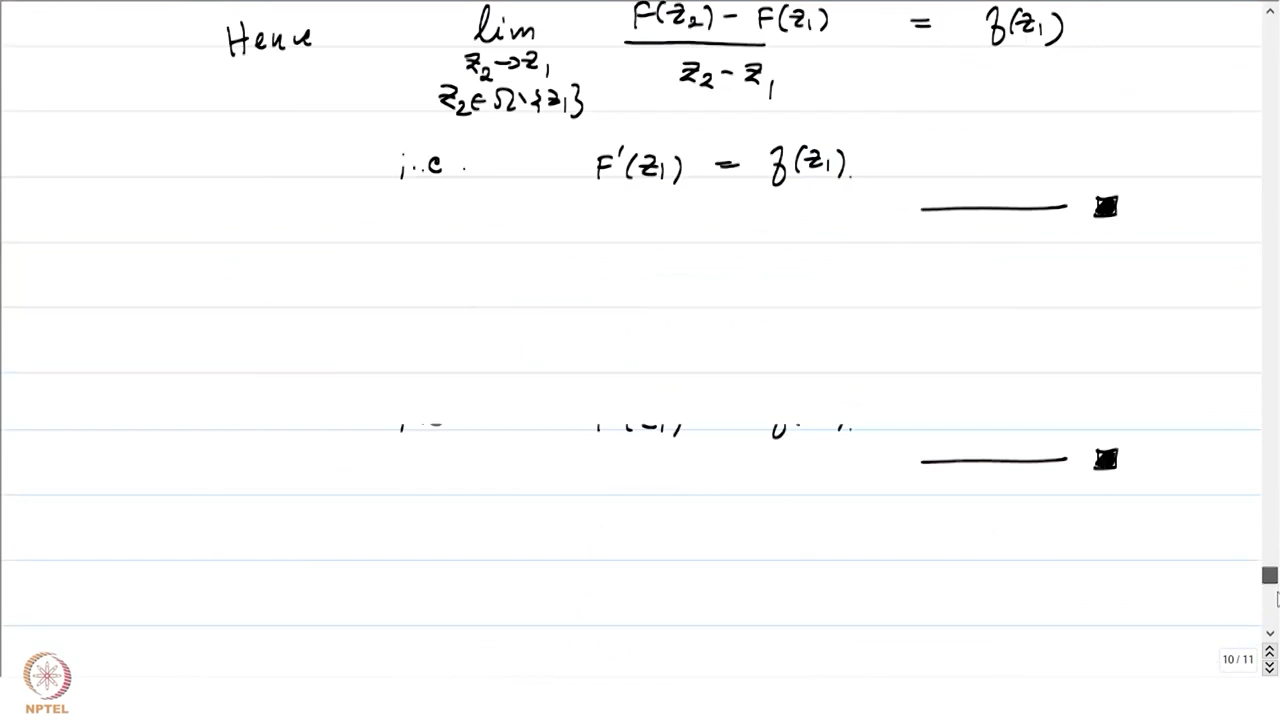 Hence lim F(z₂) - F(z₁) = f(z₁)
z₂→z₁ z₂ - z₁
z₂∈Ω\{z₁}
i.e. F'(z₁) = f(z₁).
10 / 11
NPTEL